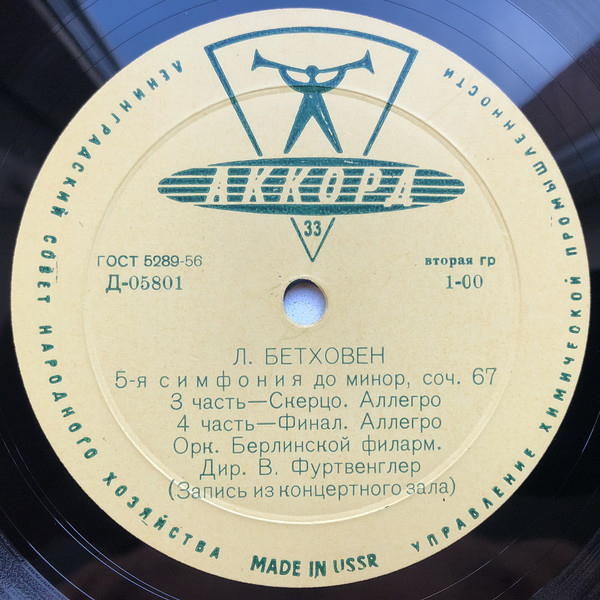 ЛЕНИНГРАДСКИЙ СОВЕТ НАРОДНОГО ХОЗЯЙСТВА
УПРАВЛЕНИЕ ХИМИЧЕСКОЙ ПРОМЫШЛЕННОСТИ
АККОРД
33
ГОСТ 5289-56
вторая гр
Д-05801
1-00
Л. БЕТХОВЕН
5-я симфония до минор, соч. 67
3 часть—Скерцо. Аллегро
4 часть—Финал. Аллегро
Орк. Берлинской филарм.
Дир. В. Фуртвенглер
(Запись из концертного зала)
MADE IN USSR